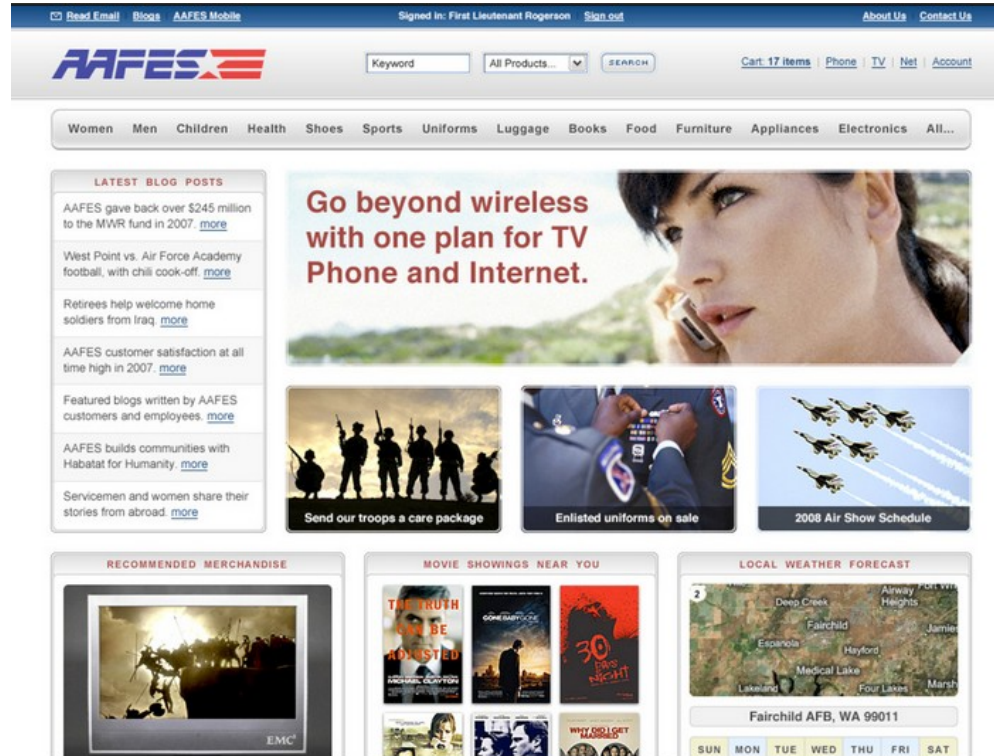 Read Email Blogs AAFES Mobile Signed in: First Lieutenant Rogerson Sign out About Us Contact Us
AAFES
Keyword All Products... SEARCH Cart: 17 items Phone TV Net Account
Women Men Children Health Shoes Sports Uniforms Luggage Books Food Furniture Appliances Electronics All...
LATEST BLOG POSTS
AAFES gave back over $245 million
to the MWR fund in 2007. more
West Point vs. Air Force Academy
football, with chili cook-off. more
Retirees help welcome home
soldiers from Iraq. more
AAFES customer satisfaction at all
time high in 2007. more
Featured blogs written by AAFES
customers and employees. more
AAFES builds communities with
Habatat for Humanity. more
Servicemen and women share their
stories from abroad. more
Go beyond wireless
with one plan for TV
Phone and Internet.
Send our troops a care package
Enlisted uniforms on sale
2008 Air Show Schedule
RECOMMENDED MERCHANDISE
EMC²
MOVIE SHOWINGS NEAR YOU
THE TRUTH
CAN BE
ADJUSTED
MICHAEL CLAYTON
GONE BABY GONE
30
DAYS
OF
NIGHT
WHY DID I GET
MARRIED
LOCAL WEATHER FORECAST
2
Airway
Heights
Deep Creek
Fairchild
Jamie
Espanola
Hayford
Medical Lake
Lakeland
Four Lakes
Marsh
Fairchild AFB, WA 99011
SUN MON TUE WED THU FRI SAT